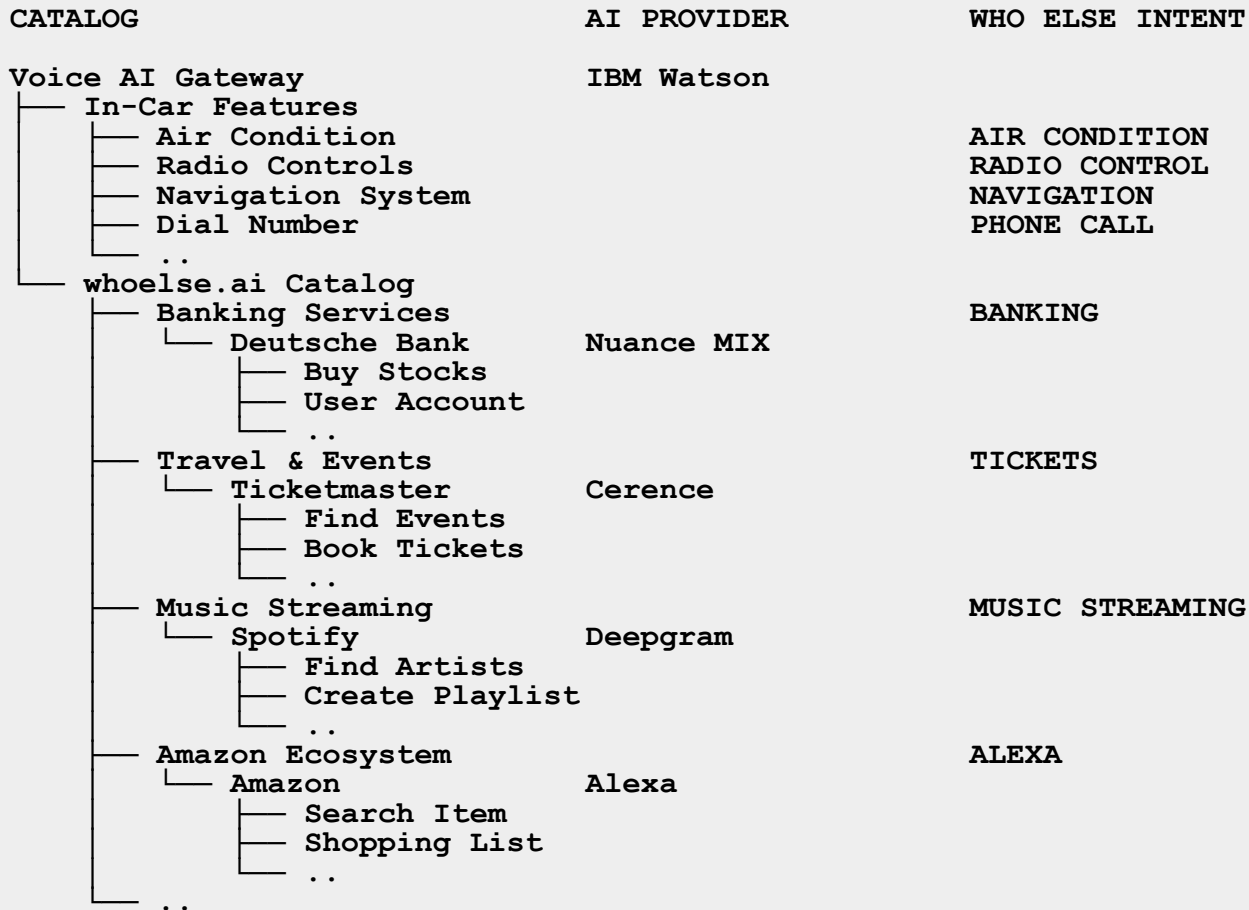 CATALOG AI PROVIDER WHO ELSE INTENT
Voice AI Gateway IBM Watson
├── In-Car Features
│   ├── Air Condition AIR CONDITION
│   ├── Radio Controls RADIO CONTROL
│   ├── Navigation System NAVIGATION
│   ├── Dial Number PHONE CALL
│   └── ..
└── whoelse.ai Catalog
    ├── Banking Services BANKING
    │   └── Deutsche Bank Nuance MIX
    │       ├── Buy Stocks
    │       ├── User Account
    │       └── ..
    ├── Travel & Events TICKETS
    │   └── Ticketmaster Cerence
    │       ├── Find Events
    │       ├── Book Tickets
    │       └── ..
    ├── Music Streaming MUSIC STREAMING
    │   └── Spotify Deepgram
    │       ├── Find Artists
    │       ├── Create Playlist
    │       └── ..
    ├── Amazon Ecosystem ALEXA
    │   └── Amazon Alexa
    │       ├── Search Item
    │       ├── Shopping List
    │       └── ..
    └── ..